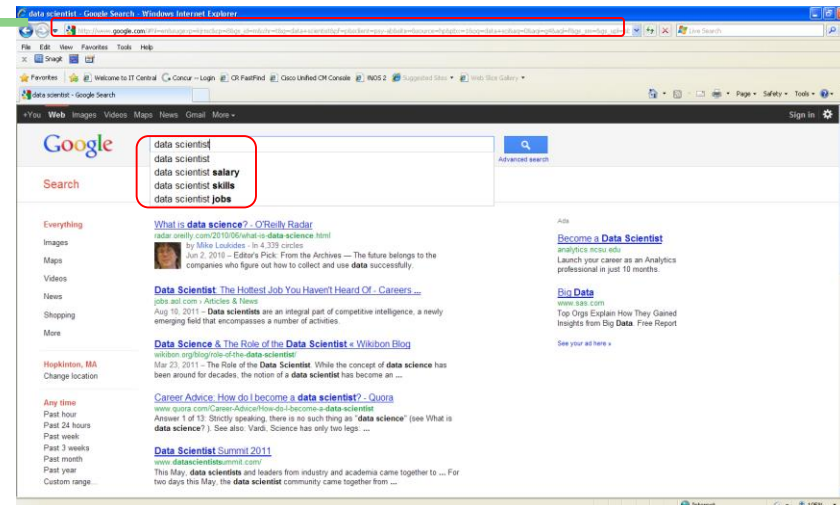 data scientist - Google Search - Windows Internet Explorer
Live Search
File Edit View Favorites Tools Help
x Snagit
Favorites Welcome to IT Central Concur -- Login CR FastFind Cisco Unified CM Console INOS 2 Suggested Sites Web Slice Gallery
data scientist - Google Search
Page Safety Tools
+You Web Images Videos Maps News Gmail More
Sign in
Google
data scientist
data scientist
data scientist salary
data scientist skills
data scientist jobs
Advanced search
Search
Everything
Images
Maps
Videos
News
Shopping
More
Hopkinton, MA
Change location
Any time
Past hour
Past 24 hours
Past week
Past 3 weeks
Past month
Past year
Custom range...
What is data science? - O'Reilly Radar
radar.oreilly.com/2010/06/what-is-data-science.html
by Mike Loukides - In 4,339 circles
Jun 2, 2010 – Editor's Pick: From the Archives — The future belongs to the
companies who figure out how to collect and use data successfully.
Data Scientist: The Hottest Job You Haven't Heard Of - Careers ...
jobs.aol.com › Articles & News
Aug 10, 2011 – Data scientists are an integral part of competitive intelligence, a newly
emerging field that encompasses a number of activities.
Data Science & The Role of the Data Scientist « Wikibon Blog
wikibon.org/blog/role-of-the-data-scientist/
Mar 23, 2011 – The Role of the Data Scientist. While the concept of data science has
been around for decades, the notion of a data scientist has become an ...
Career Advice: How do I become a data scientist? - Quora
www.quora.com/Career-Advice/How-do-I-become-a-data-scientist
Answer 1 of 13: Strictly speaking, there is no such thing as "data science" (see What is
data science? ). See also: Vardi, Science has only two legs: ...
Data Scientist Summit 2011
www.datascientistsummit.com/
This May, data scientists and leaders from industry and academia came together to ... For
two days this May, the data scientist community came together from ...
Ads
Become a Data Scientist
analytics.ncsu.edu
Launch your career as an Analytics
professional in just 10 months.
Big Data
www.sas.com
Top Orgs Explain How They Gained
Insights from Big Data. Free Report
See your ad here »